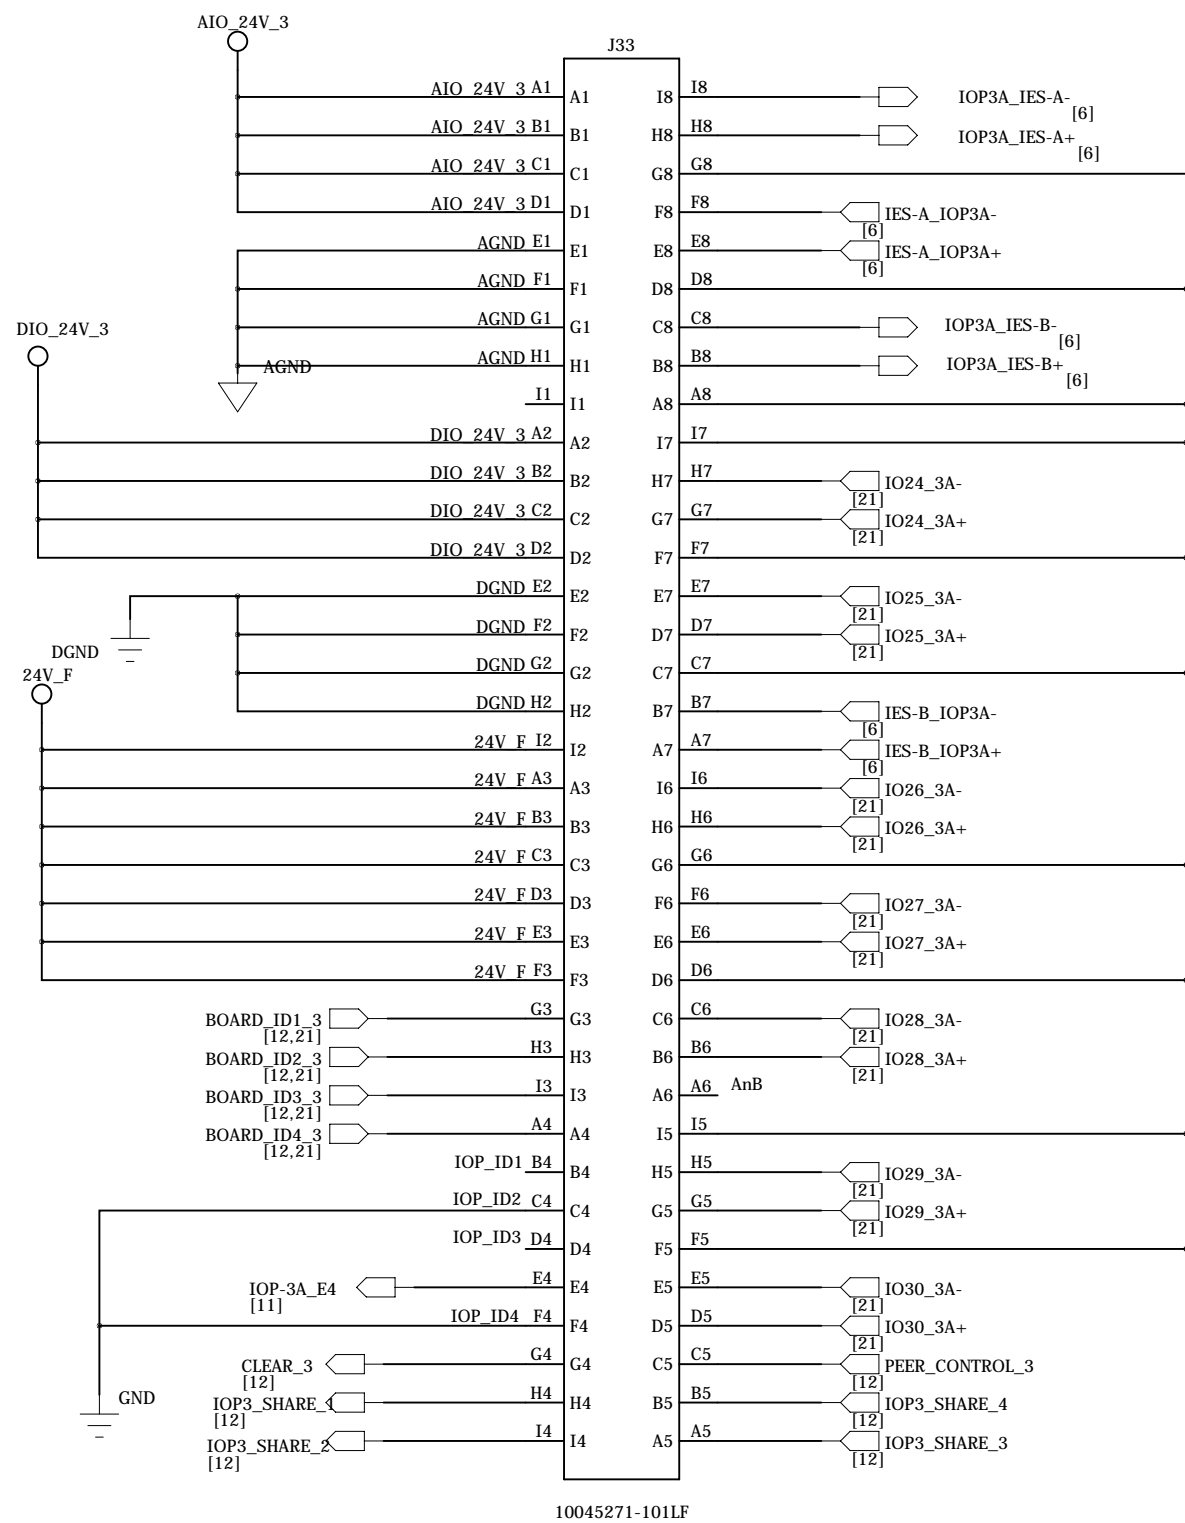 AIO_24V_3
J33
AIO_24V_3 A1 A1 I8 I8 IOP3A_IES-A-
[6]
AIO_24V_3 B1 B1 H8 H8 IOP3A_IES-A+
[6]
AIO_24V_3 C1 C1 G8 G8
AIO_24V_3 D1 D1 F8 F8 IES-A_IOP3A-
[6]
AGND E1 E1 E8 E8 IES-A_IOP3A+
[6]
AGND F1 F1 D8 D8
DIO_24V_3
AGND G1 G1 C8 C8 IOP3A_IES-B-
[6]
AGND
AGND H1 H1 B8 B8 IOP3A_IES-B+
[6]
I1 I1 A8 A8
DIO_24V_3 A2 A2 I7 I7
DIO_24V_3 B2 B2 H7 H7 IO24_3A-
[21]
DIO_24V_3 C2 C2 G7 G7 IO24_3A+
[21]
DIO_24V_3 D2 D2 F7 F7
DGND E2 E2 E7 E7 IO25_3A-
[21]
DGND F2 F2 D7 D7 IO25_3A+
[21]
DGND
24V_F
DGND G2 G2 C7 C7
DGND H2 H2 B7 B7 IES-B_IOP3A-
[6]
24V_F I2 I2 A7 A7 IES-B_IOP3A+
[6]
24V_F A3 A3 I6 I6 IO26_3A-
[21]
24V_F B3 B3 H6 H6 IO26_3A+
[21]
24V_F C3 C3 G6 G6
24V_F D3 D3 F6 F6 IO27_3A-
[21]
24V_F E3 E3 E6 E6 IO27_3A+
[21]
24V_F F3 F3 D6 D6
BOARD_ID1_3 G3 G3 C6 C6 IO28_3A-
[12,21] [21]
BOARD_ID2_3 H3 H3 B6 B6 IO28_3A+
[12,21] [21]
BOARD_ID3_3 I3 I3 A6 A6 AnB
[12,21]
BOARD_ID4_3 A4 A4 I5 I5
[12,21]
IOP_ID1 B4 B4 H5 H5 IO29_3A-
[21]
IOP_ID2 C4 C4 G5 G5 IO29_3A+
[21]
IOP_ID3 D4 D4 F5 F5
IOP-3A_E4 E4 E4 E5 E5 IO30_3A-
[11] [21]
IOP_ID4 F4 F4 D5 D5 IO30_3A+
[21]
CLEAR_3 G4 G4 C5 C5 PEER_CONTROL_3
[12] [12]
GND
IOP3_SHARE_1 H4 H4 B5 B5 IOP3_SHARE_4
[12] [12]
IOP3_SHARE_2 I4 I4 A5 A5 IOP3_SHARE_3
[12] [12]
10045271-101LF